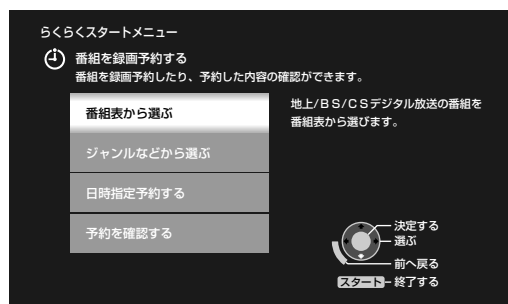 らくらくスタートメニュー
番組を録画予約する
番組を録画予約したり、予約した内容の確認ができます。
番組表から選ぶ
ジャンルなどから選ぶ
日時指定予約する
予約を確認する
地上/BS/CSデジタル放送の番組を
番組表から選びます。
決定する
選ぶ
前へ戻る
スタート 終了する